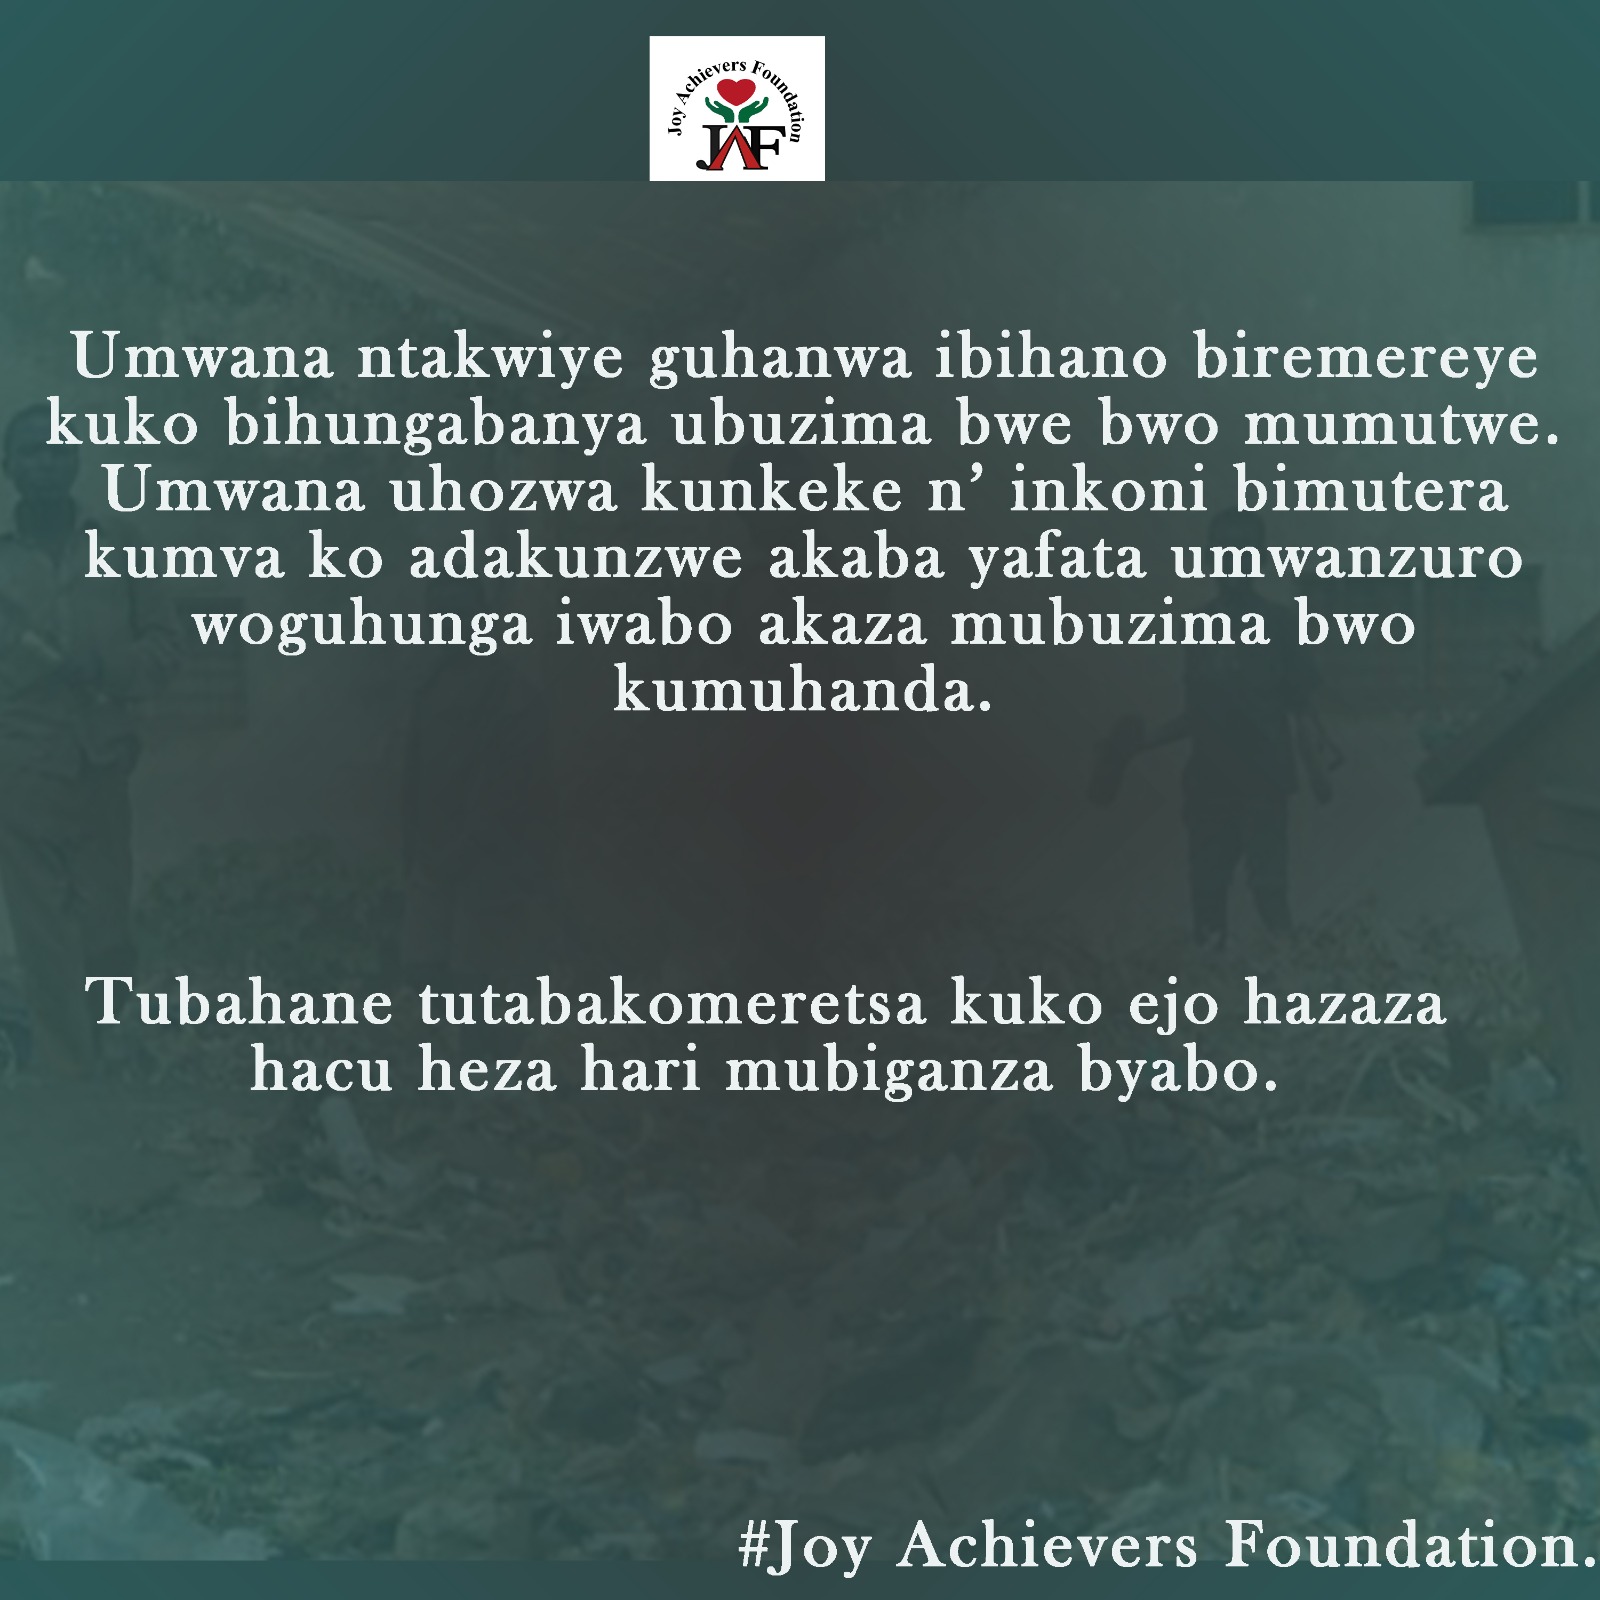 Joy Achievers Foundation
JAF
Umwana ntakwiye guhanwa ibihano biremereye
kuko bihungabanya ubuzima bwe bwo mumutwe.
Umwana uhozwa kunkeke n’ inkoni bimutera
kumva ko adakunzwe akaba yafata umwanzuro
woguhunga iwabo akaza mubuzima bwo
kumuhanda.
Tubahane tutabakomeretsa kuko ejo hazaza
hacu heza hari mubiganza byabo.
#Joy Achievers Foundation.